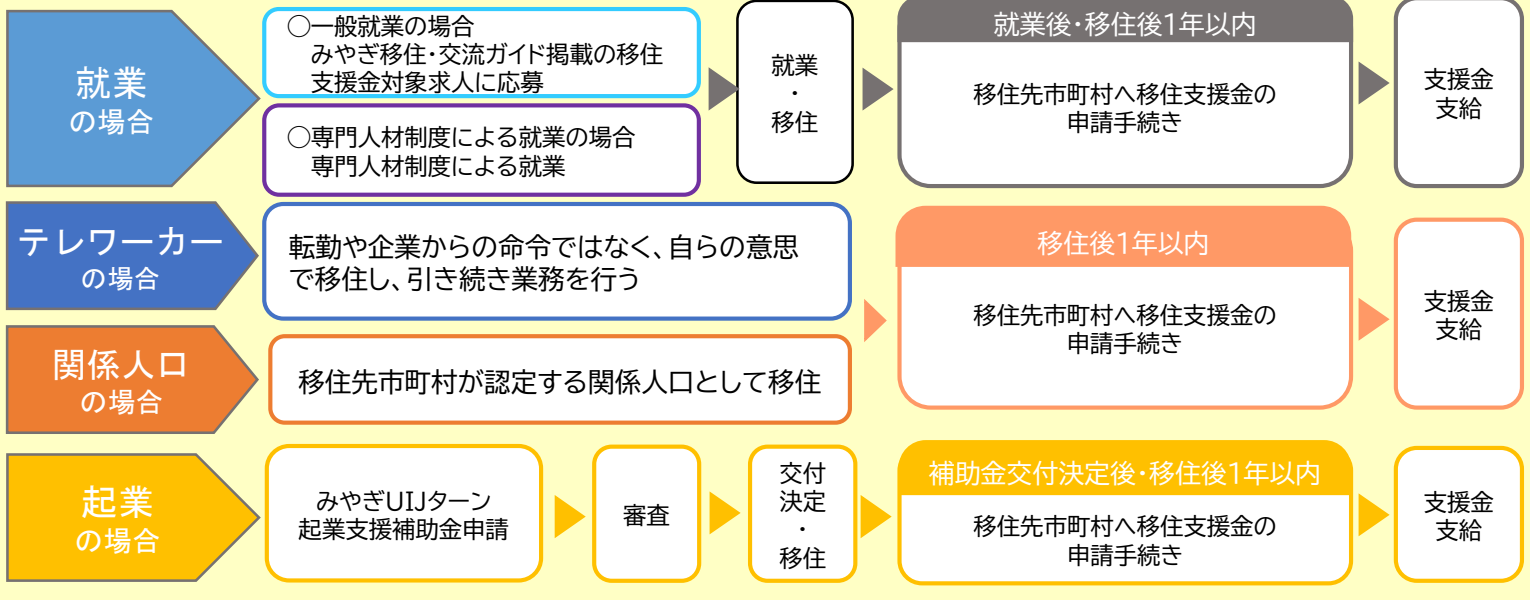 就業
の場合
○一般就業の場合
みやぎ移住・交流ガイド掲載の移住
支援金対象求人に応募
○専門人材制度による就業の場合
専門人材制度による就業
就業
・
移住
就業後・移住後1年以内
移住先市町村へ移住支援金の
申請手続き
支援金
支給
テレワーカー
の場合
転勤や企業からの命令ではなく、自らの意思
で移住し、引き続き業務を行う
関係人口
の場合
移住先市町村が認定する関係人口として移住
移住後1年以内
移住先市町村へ移住支援金の
申請手続き
支援金
支給
起業
の場合
みやぎUIJターン
起業支援補助金申請
審査
交付
決定
・
移住
補助金交付決定後・移住後1年以内
移住先市町村へ移住支援金の
申請手続き
支援金
支給